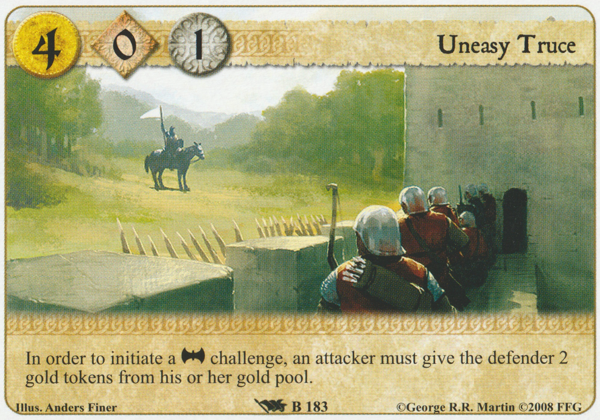 4 0 1 Uneasy Truce
In order to initiate a challenge, an attacker must give the defender 2
gold tokens from his or her gold pool.
Illus. Anders Finer B 183 ©George R.R. Martin ©2008 FFG